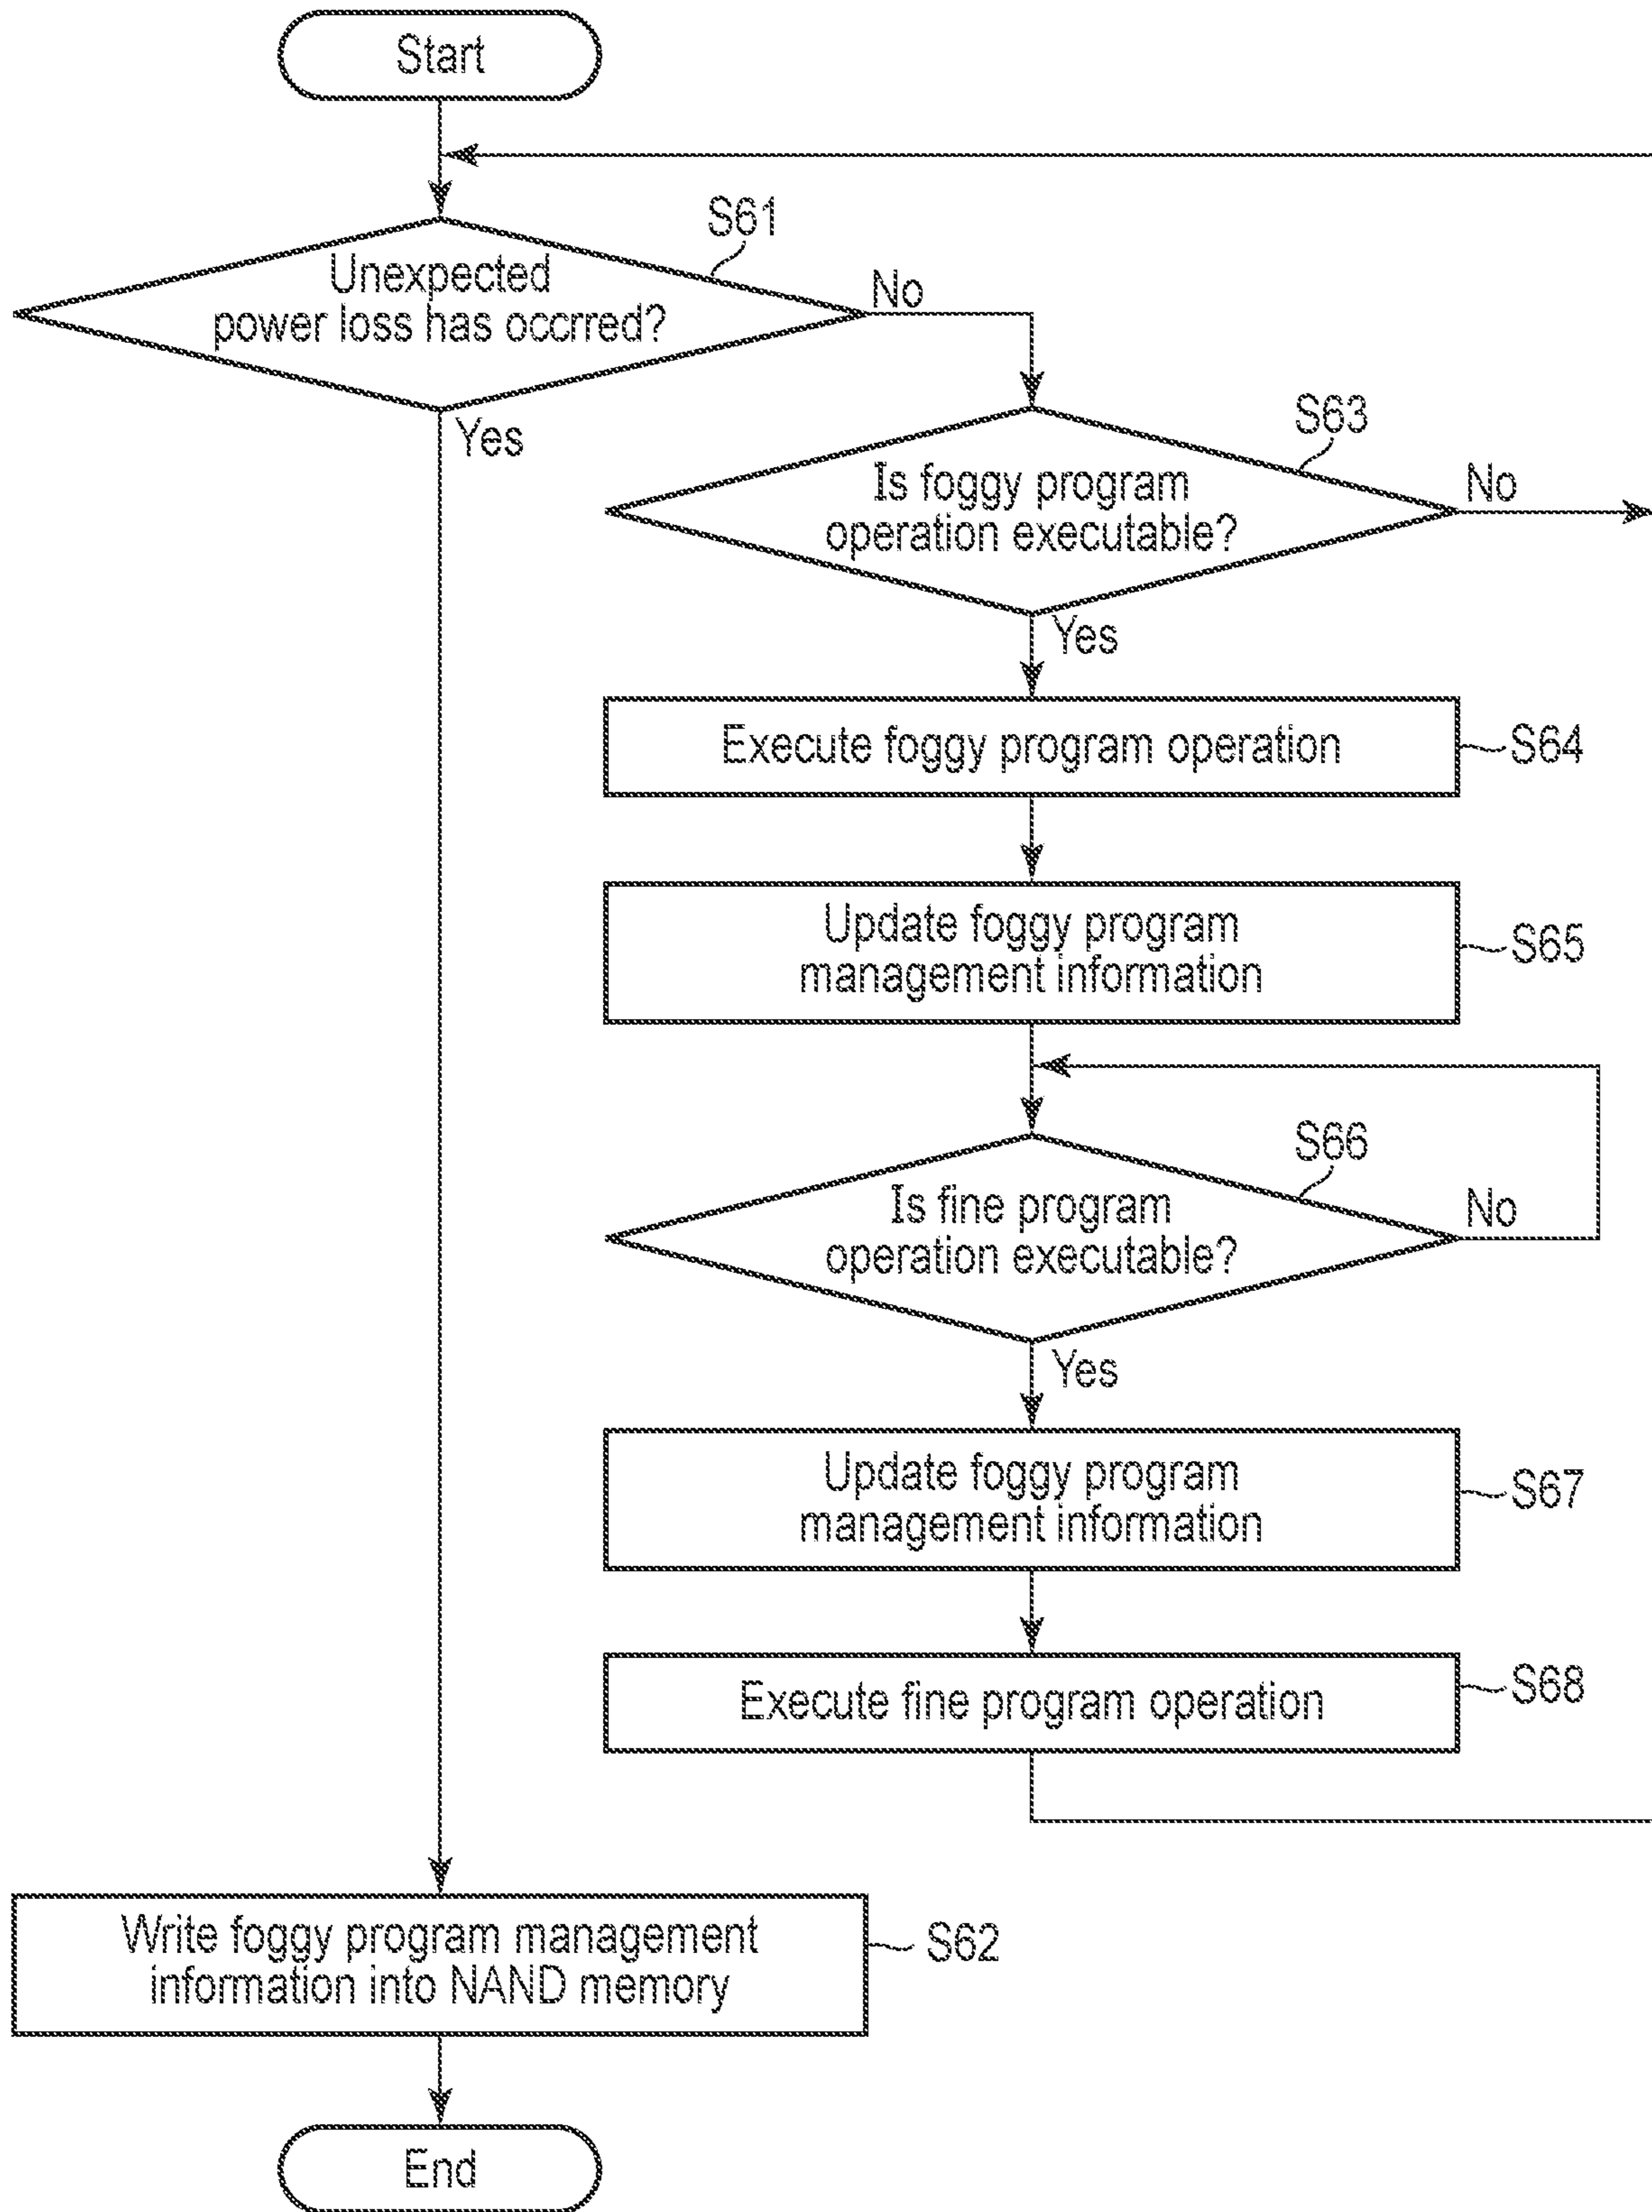 Start
S61
Unexpected
power loss has occrred?
No
Yes
S63
Is foggy program
operation executable?
No
Yes
Execute foggy program operation
S64
Update foggy program
management information
S65
S66
Is fine program
operation executable?
No
Yes
Update foggy program
management information
S67
Execute fine program operation
S68
Write foggy program management
information into NAND memory
S62
End